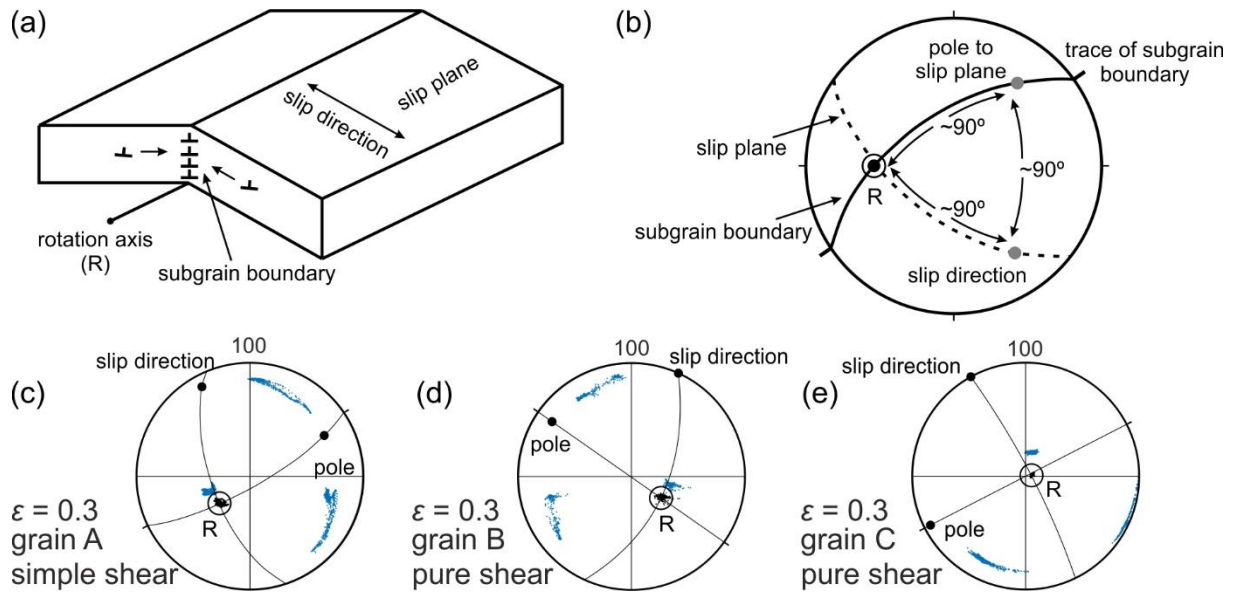 (a)
slip plane
slip direction
rotation axis
(R)
subgrain boundary
(b)
pole to
slip plane
trace of subgrain
boundary
slip plane
~90º
~90º
~90º
R
subgrain boundary
slip direction
(c)
100
slip direction
pole
R
ε = 0.3
grain A
simple shear
(d)
100
slip direction
pole
R
ε = 0.3
grain B
pure shear
(e)
100
slip direction
pole
R
ε = 0.3
grain C
pure shear